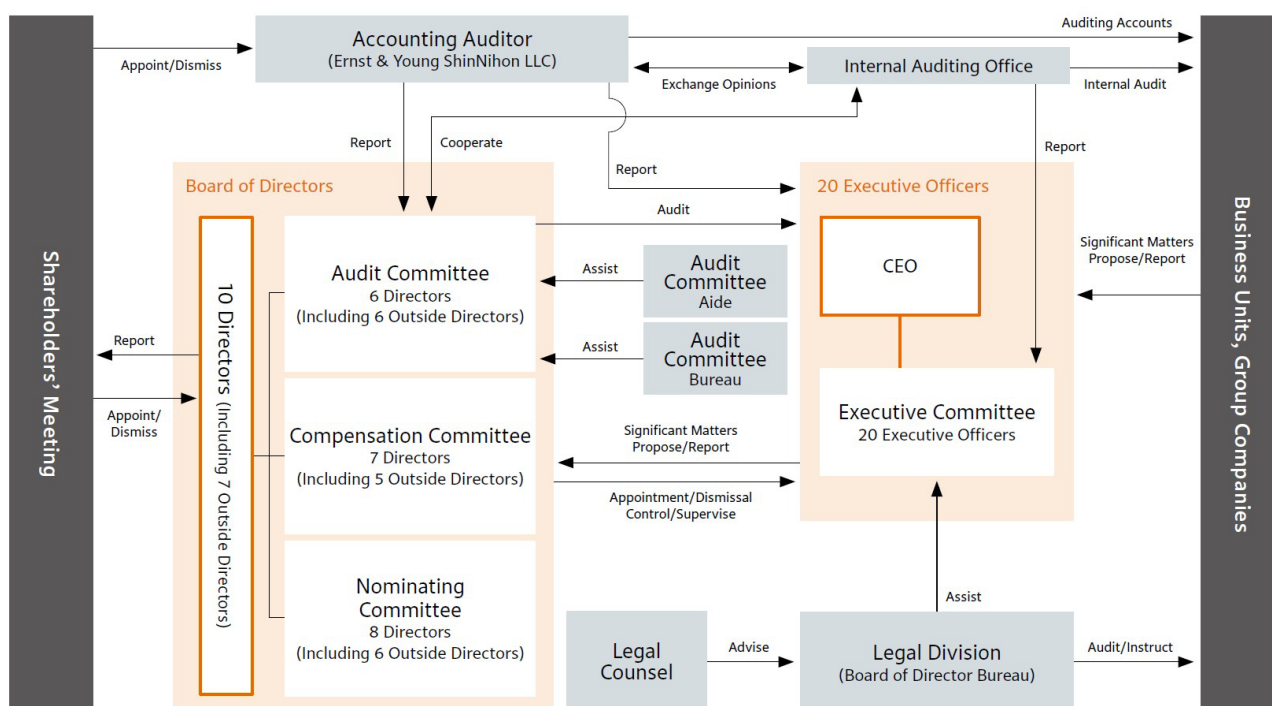 Accounting Auditor
(Ernst & Young ShinNihon LLC)
Auditing Accounts
Appoint/Dismiss
Exchange Opinions
Internal Auditing Office
Internal Audit
Report
Cooperate
Report
Report
Shareholders' Meeting
Board of Directors
10 Directors (Including 7 Outside Directors)
Audit Committee
6 Directors
(Including 6 Outside Directors)
Audit
Assist
Audit
Committee
Aide
Assist
Audit
Committee
Bureau
Report
Appoint/
Dismiss
Compensation Committee
7 Directors
(Including 5 Outside Directors)
Nominating
Committee
8 Directors
(Including 6 Outside Directors)
Significant Matters
Propose/Report
Appointment/Dismissal
Control/Supervise
20 Executive Officers
CEO
Executive Committee
20 Executive Officers
Significant Matters
Propose/Report
Business Units, Group Companies
Assist
Legal
Counsel
Advise
Legal Division
(Board of Director Bureau)
Audit/Instruct